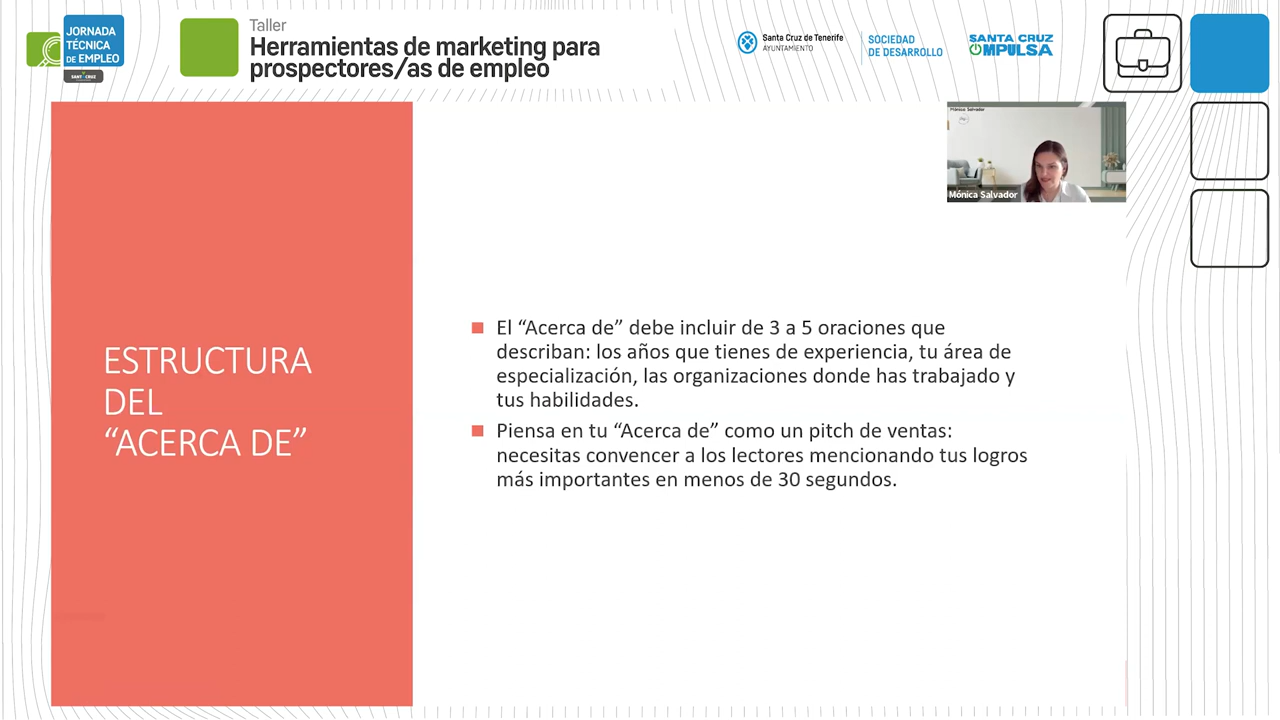 JORNADA
TÉCNICA
DE EMPLEO
SANTA CRUZ
Taller
Herramientas de marketing para
prospectores/as de empleo
Santa Cruz de Tenerife
AYUNTAMIENTO
SOCIEDAD
DE DESARROLLO
SANTA CRUZ
IMPULSA
Mónica Salvador
Mónica Salvador
ESTRUCTURA
DEL
“ACERCA DE”
El “Acerca de” debe incluir de 3 a 5 oraciones que
describan: los años que tienes de experiencia, tu área de
especialización, las organizaciones donde has trabajado y
tus habilidades.
Piensa en tu “Acerca de” como un pitch de ventas:
necesitas convencer a los lectores mencionando tus logros
más importantes en menos de 30 segundos.